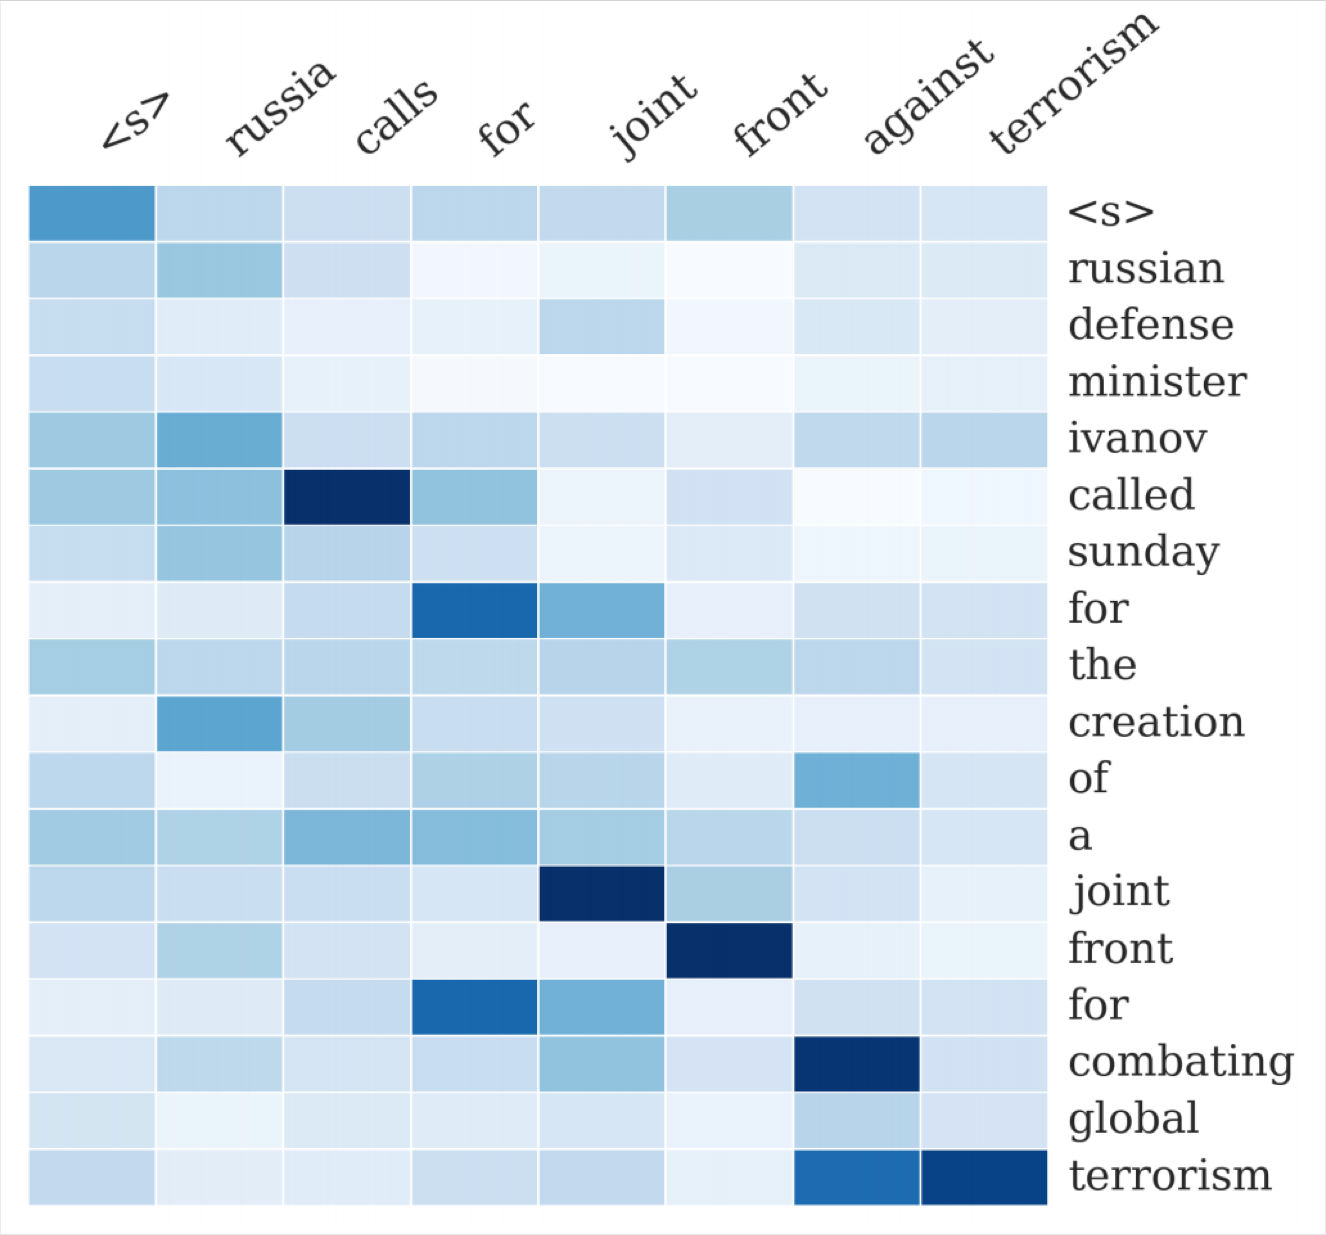 <s> russia calls for joint front against terrorism
<s>
russian
defense
minister
ivanov
called
sunday
for
the
creation
of
a
joint
front
for
combating
global
terrorism